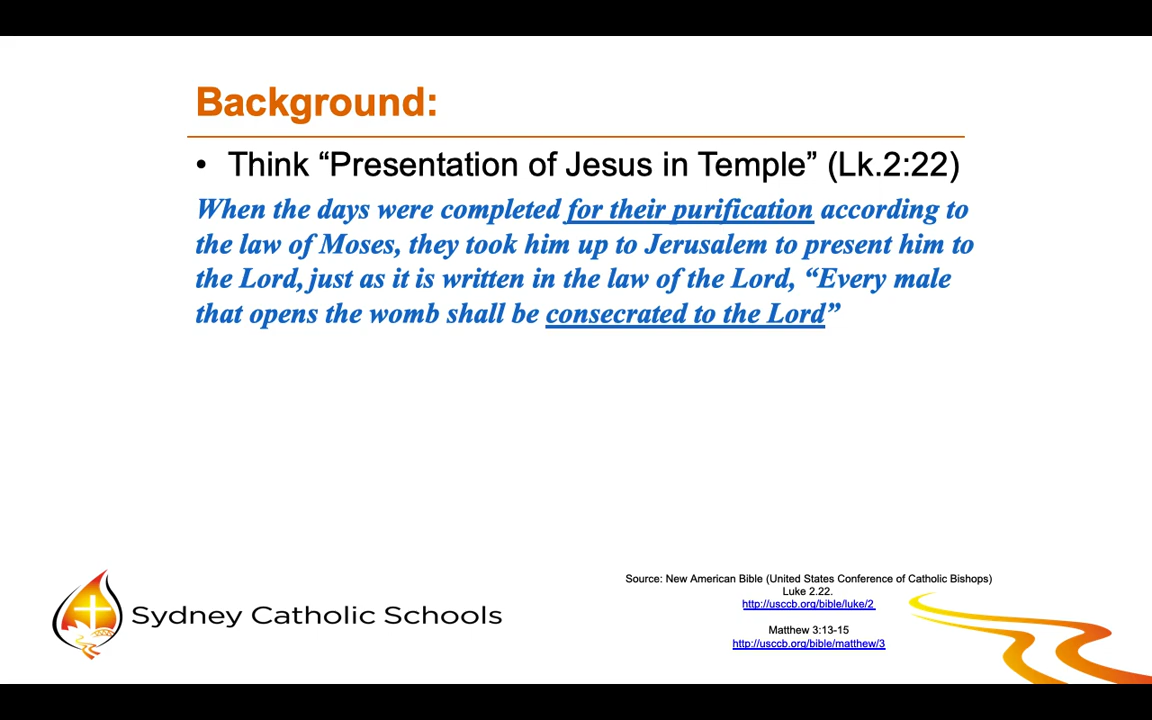 Background:
• Think “Presentation of Jesus in Temple” (Lk.2:22)
When the days were completed for their purification according to
the law of Moses, they took him up to Jerusalem to present him to
the Lord, just as it is written in the law of the Lord, “Every male
that opens the womb shall be consecrated to the Lord”
Source: New American Bible (United States Conference of Catholic Bishops)
Luke 2.22.
http://usccb.org/bible/luke/2
Matthew 3:13-15
http://usccb.org/bible/matthew/3
Sydney Catholic Schools